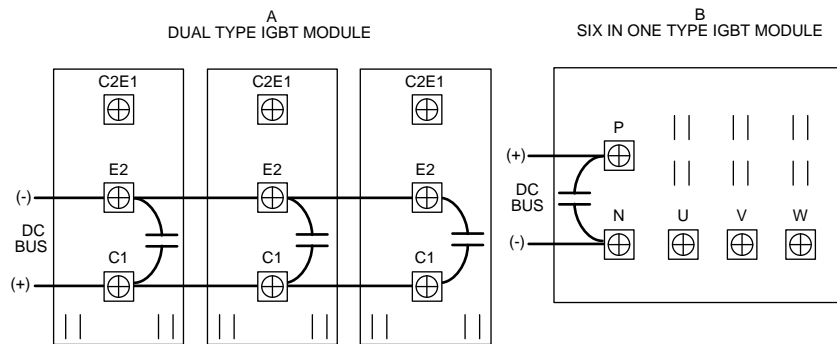 A
DUAL TYPE IGBT MODULE
C2E1
C2E1
C2E1
E2
E2
E2
(-)
DC
BUS
(+)
C1
C1
C1
B
SIX IN ONE TYPE IGBT MODULE
P
(+)
DC
BUS
(-)
N
U
V
W